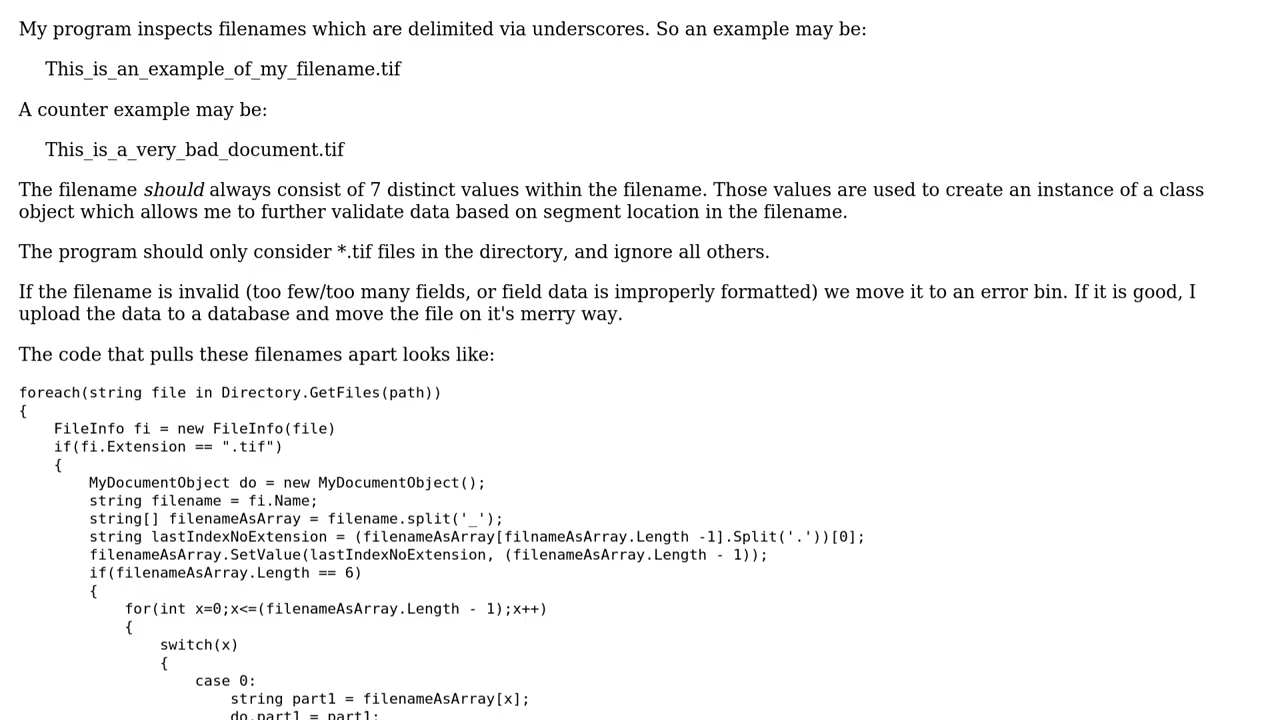 My program inspects filenames which are delimited via underscores. So an example may be:
This_is_an_example_of_my_filename.tif
A counter example may be:
This_is_a_very_bad_document.tif
The filename should always consist of 7 distinct values within the filename. Those values are used to create an instance of a class
object which allows me to further validate data based on segment location in the filename.
The program should only consider *.tif files in the directory, and ignore all others.
If the filename is invalid (too few/too many fields, or field data is improperly formatted) we move it to an error bin. If it is good, I
upload the data to a database and move the file on it's merry way.
The code that pulls these filenames apart looks like:
foreach(string file in Directory.GetFiles(path))
{
    FileInfo fi = new FileInfo(file)
    if(fi.Extension == ".tif")
    {
        MyDocumentObject do = new MyDocumentObject();
        string filename = fi.Name;
        string[] filenameAsArray = filename.split('_');
        string lastIndexNoExtension = (filenameAsArray[filnameAsArray.Length -1].Split('.'))[0];
        filenameAsArray.SetValue(lastIndexNoExtension, (filenameAsArray.Length - 1));
        if(filenameAsArray.Length == 6)
        {
            for(int x=0;x<=(filenameAsArray.Length - 1);x++)
            {
                switch(x)
                {
                    case 0:
                        string part1 = filenameAsArray[x];
                        do.part1 = part1;